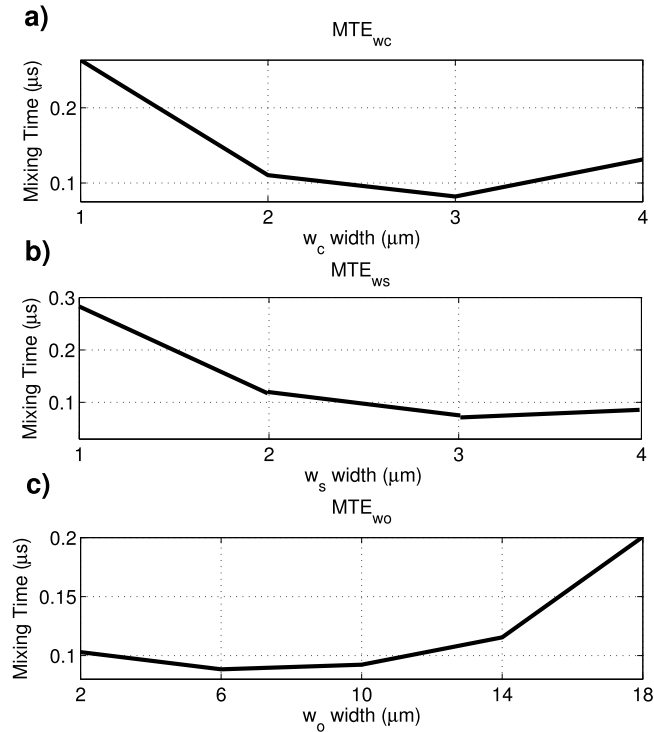 a)
MTE_wc
Mixing Time (μs)
0.2
0.1
1 2 3 4
w_c width (μm)
b)
MTE_ws
Mixing Time (μs)
0.3
0.2
0.1
1 2 3 4
w_s width (μm)
c)
MTE_wo
Mixing Time (μs)
0.2
0.15
0.1
2 6 10 14 18
w_o width (μm)